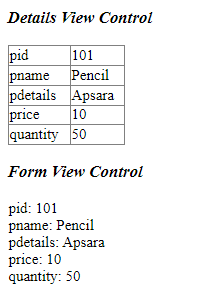 Details View Control
pid 101
pname Pencil
pdetails Apsara
price 10
quantity 50
Form View Control
pid: 101
pname: Pencil
pdetails: Apsara
price: 10
quantity: 50